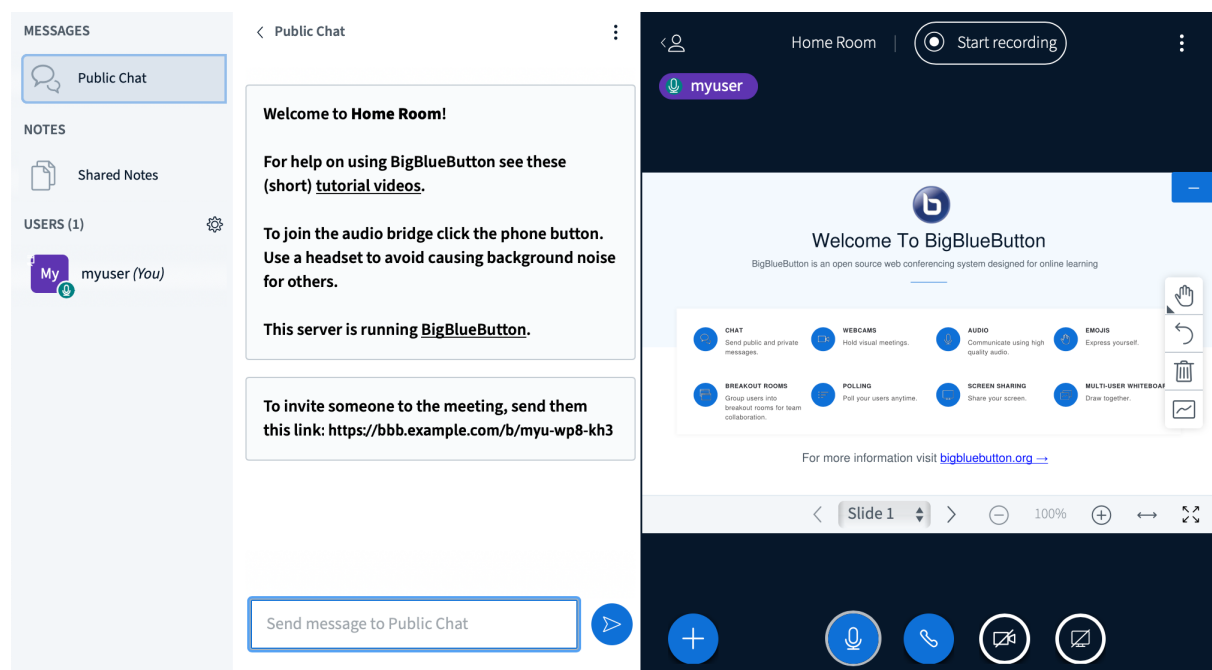 MESSAGES
Public Chat
NOTES
Shared Notes
USERS (1)
My
myuser (You)
Public Chat
Welcome to Home Room!
For help on using BigBlueButton see these
(short) tutorial videos.
To join the audio bridge click the phone button.
Use a headset to avoid causing background noise
for others.
This server is running BigBlueButton.
To invite someone to the meeting, send them
this link: https://bbb.example.com/b/myu-wp8-kh3
Send message to Public Chat
Home Room
Start recording
myuser
b
Welcome To BigBlueButton
BigBlueButton is an open source web conferencing system designed for online learning
CHAT
Send public and private
messages.
WEBCAMS
Hold visual meetings.
AUDIO
Communicate using high
quality audio.
EMOJIS
Express yourself.
BREAKOUT ROOMS
Group users into
breakout rooms for team
collaboration.
POLLING
Poll your users anytime.
SCREEN SHARING
Share your screen.
MULTI-USER WHITEBOAR
Draw together.
For more information visit bigbluebutton.org →
Slide 1
100%